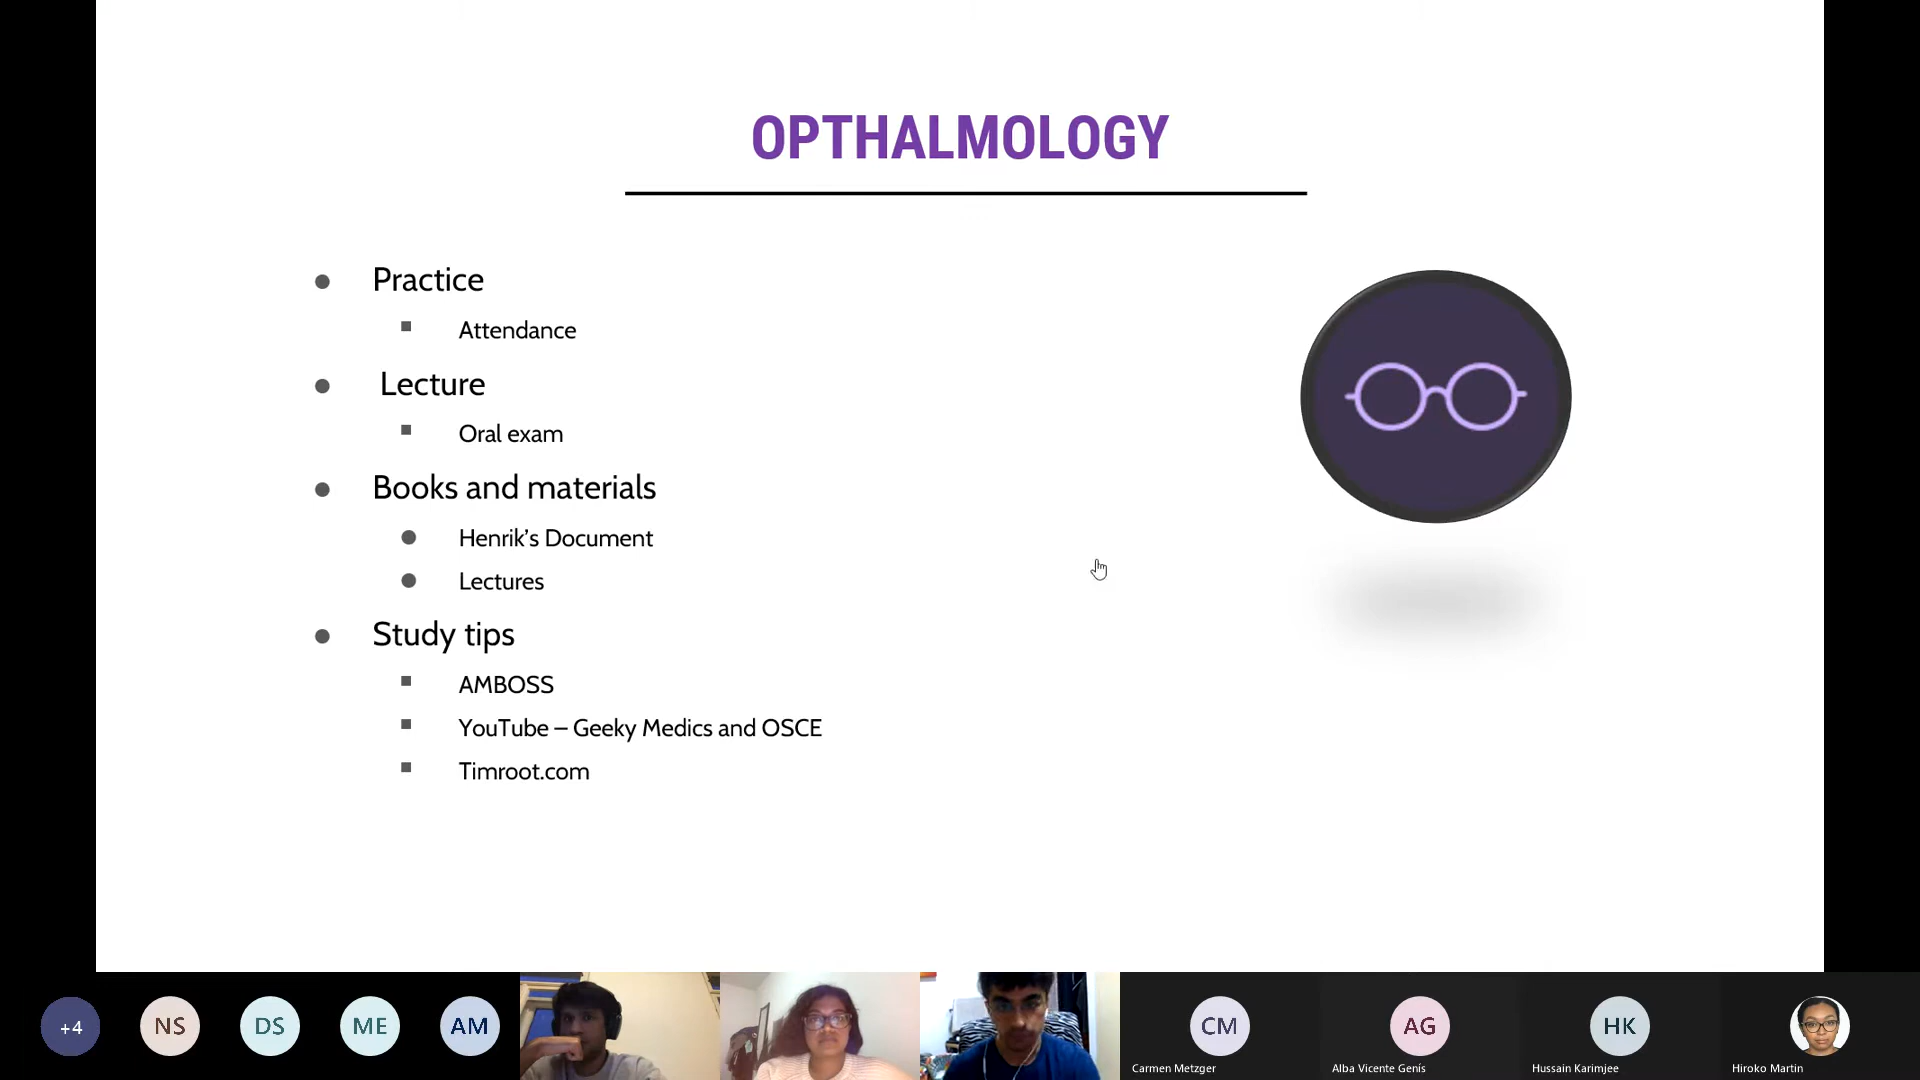 OPTHALMOLOGY
Practice
Attendance
Lecture
Oral exam
Books and materials
Henrik’s Document
Lectures
Study tips
AMBOSS
YouTube – Geeky Medics and OSCE
Timroot.com
+4
NS
DS
ME
AM
CM
AG
HK
Carmen Metzger
Alba Vicente Genís
Hussain Karimjee
Hiroko Martin